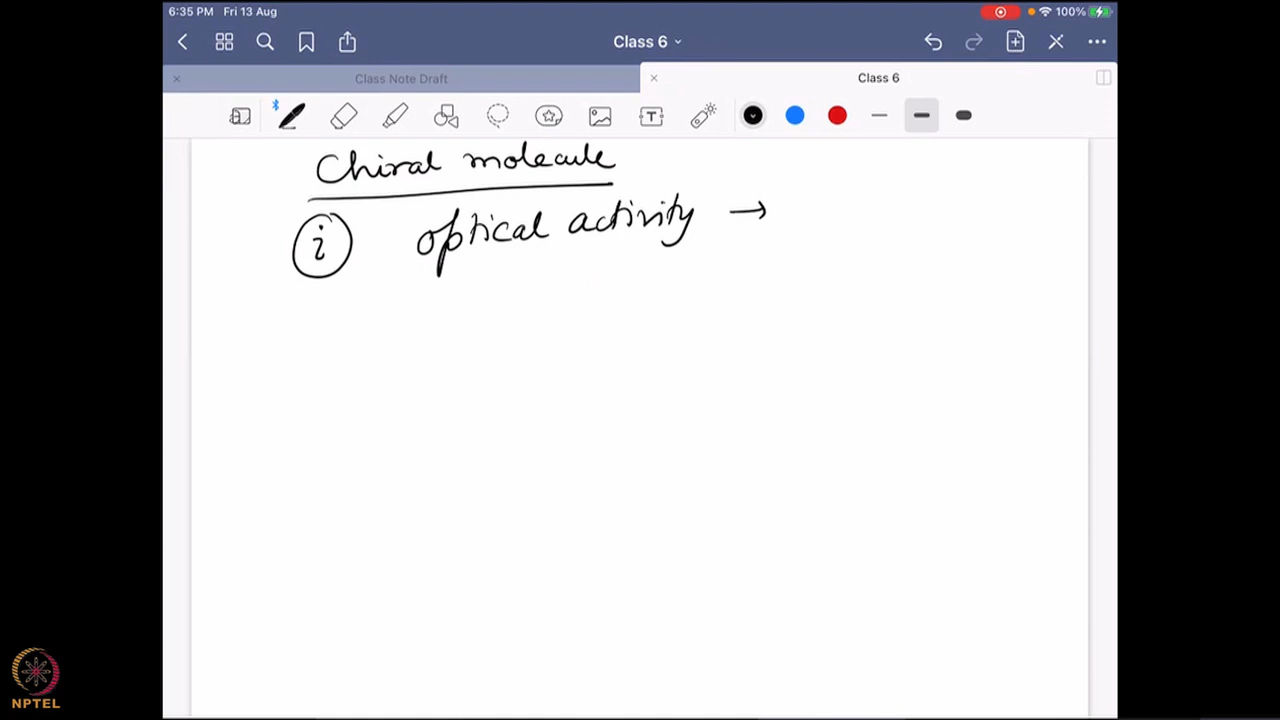 6:35 PM Fri 13 Aug 100%
Class 6
Class Note Draft Class 6
Chiral molecule
i optical activity →
NPTEL